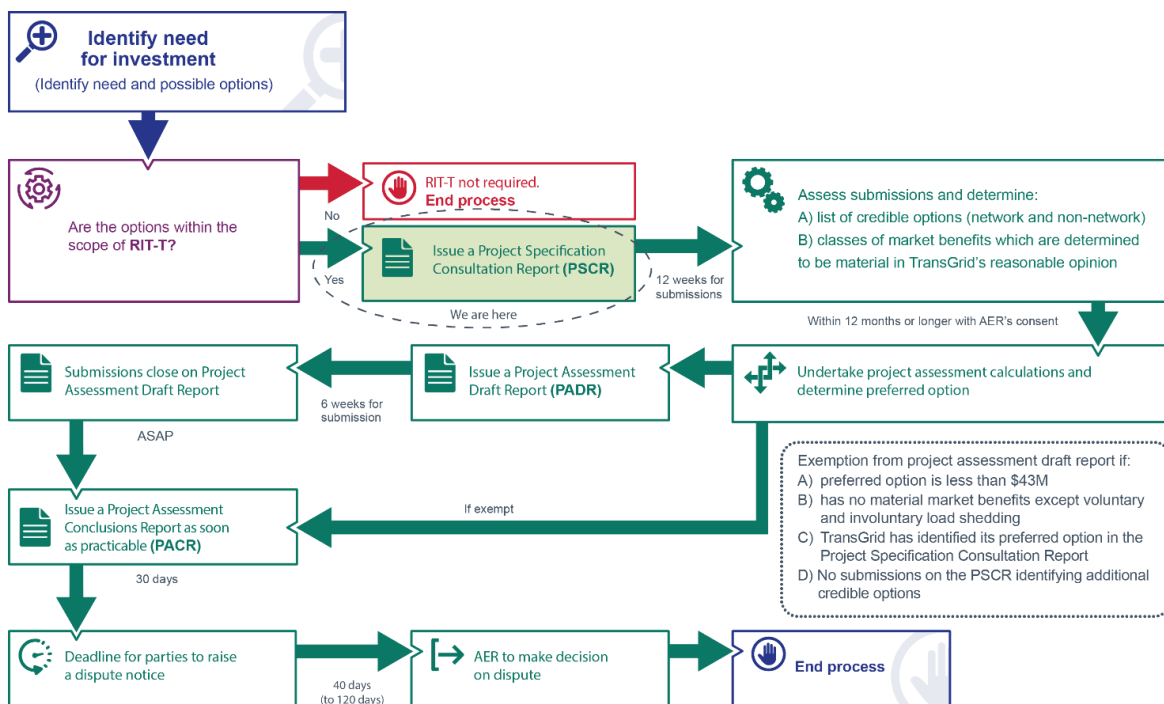 Identify need
for investment
(Identify need and possible options)
Are the options within the
scope of RIT-T?
No
Yes
RIT-T not required.
End process
Issue a Project Specification
Consultation Report (PSCR)
We are here
12 weeks for
submissions
Assess submissions and determine:
A) list of credible options (network and non-network)
B) classes of market benefits which are determined
to be material in TransGrid's reasonable opinion
Within 12 months or longer with AER's consent
Undertake project assessment calculations and
determine preferred option
Issue a Project Assessment
Draft Report (PADR)
6 weeks for
submission
Submissions close on Project
Assessment Draft Report
ASAP
Exemption from project assessment draft report if:
A) preferred option is less than $43M
B) has no material market benefits except voluntary
and involuntary load shedding
C) TransGrid has identified its preferred option in the
Project Specification Consultation Report
D) No submissions on the PSCR identifying additional
credible options
If exempt
Issue a Project Assessment
Conclusions Report as soon
as practicable (PACR)
30 days
Deadline for parties to raise
a dispute notice
40 days
(to 120 days)
AER to make decision
on dispute
End process